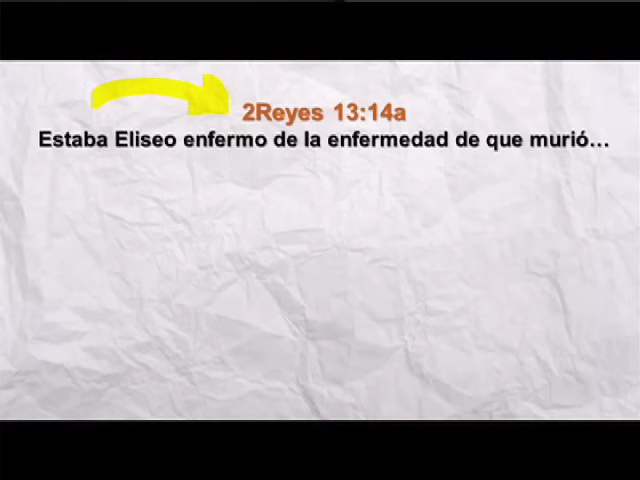 2Reyes 13:14a
Estaba Eliseo enfermo de la enfermedad de que murió…